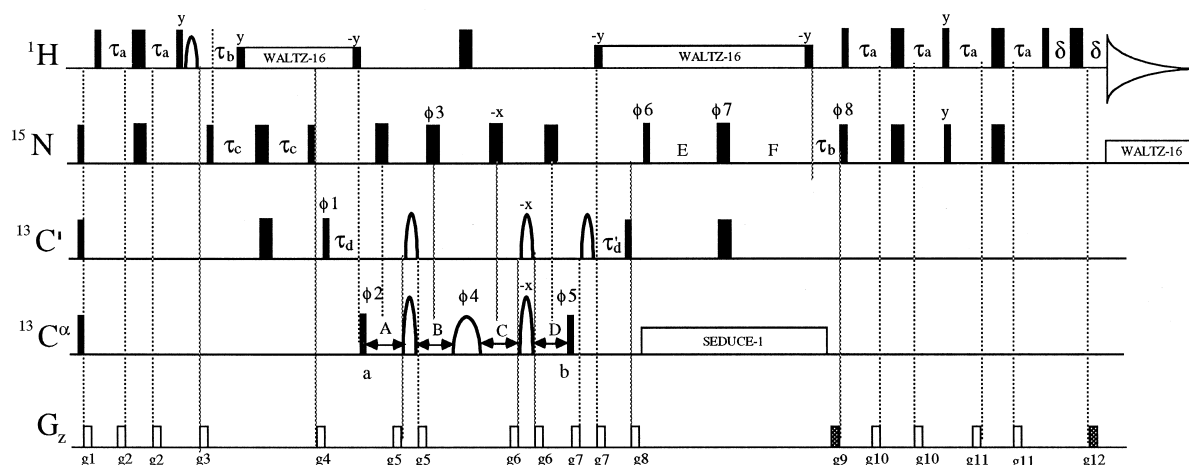 y y -y -y -y y
¹H τa τa τb WALTZ-16 WALTZ-16 τa τa τa τa δ δ
ϕ3 -x ϕ6 ϕ7 ϕ8 y
¹⁵N τc τc E F τb WALTZ-16
ϕ1 -x
¹³C' τd τ'd
ϕ2 ϕ4 -x ϕ5
¹³Cα A B C D SEDUCE-1
a b
Gz
g1 g2 g2 g3 g4 g5 g5 g6 g6 g7 g7 g8 g9 g10 g10 g11 g11 g12